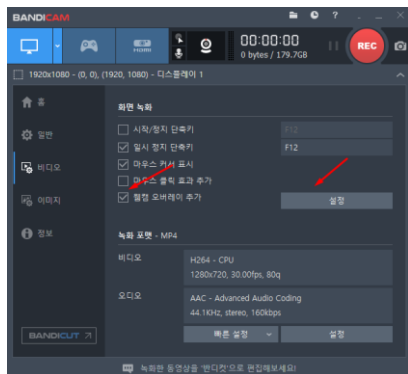 BANDICAM
HDMI
00:00:00
0 bytes / 179.7GB
REC
1920x1080 - (0, 0), (1920, 1080) - 디스플레이 1
홈
화면 녹화
시작/정지 단축키
F12
일반
일시 정지 단축키
F12
마우스 커서 표시
비디오
마우스 클릭 효과 추가
이미지
웹캠 오버레이 추가
설정
정보
녹화 포맷 - MP4
비디오
H264 - CPU
1280x720, 30.00fps, 80q
오디오
AAC - Advanced Audio Coding
44.1KHz, stereo, 160kbps
BANDICUT
빠른 설정
설정
녹화한 동영상을 '반디컷'으로 편집해보세요!